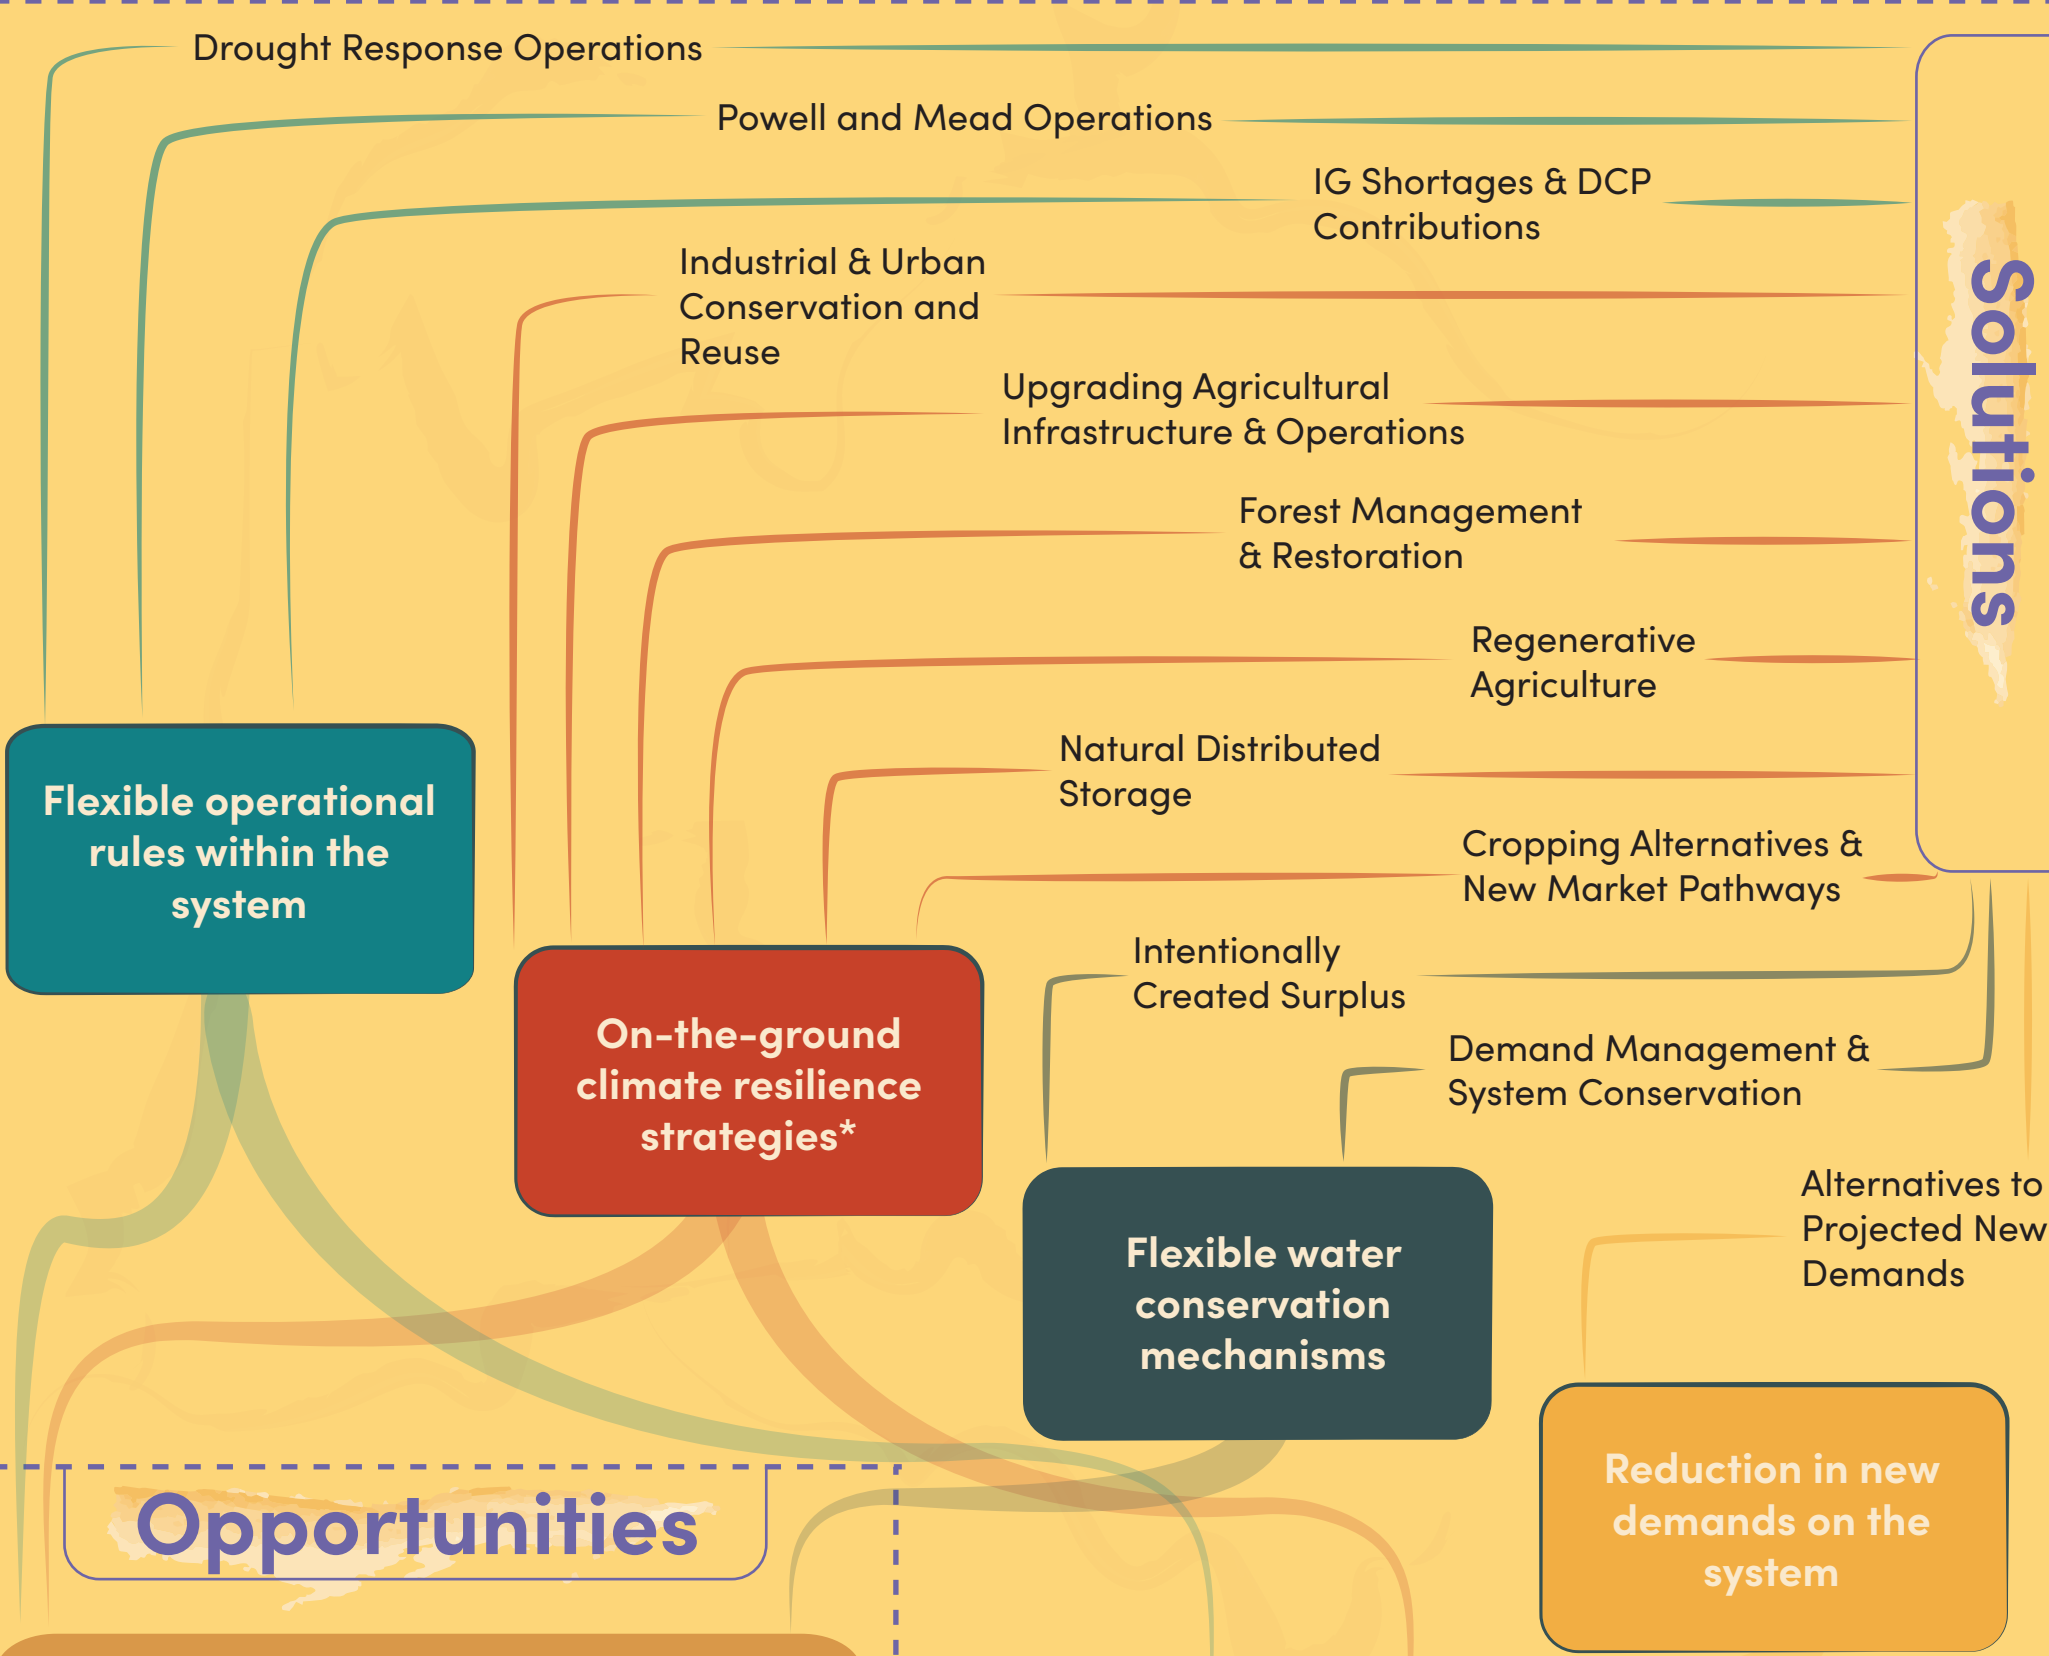 Drought Response Operations
Powell and Mead Operations
IG Shortages & DCP
Contributions
Industrial & Urban
Conservation and
Reuse
Upgrading Agricultural
Infrastructure & Operations
Forest Management
& Restoration
Regenerative
Agriculture
Natural Distributed
Storage
Cropping Alternatives &
New Market Pathways
Intentionally
Created Surplus
Demand Management &
System Conservation
Alternatives to
Projected New
Demands
Solutions
Flexible operational
rules within the
system
On-the-ground
climate resilience
strategies*
Flexible water
conservation
mechanisms
Reduction in new
demands on the
system
Opportunities